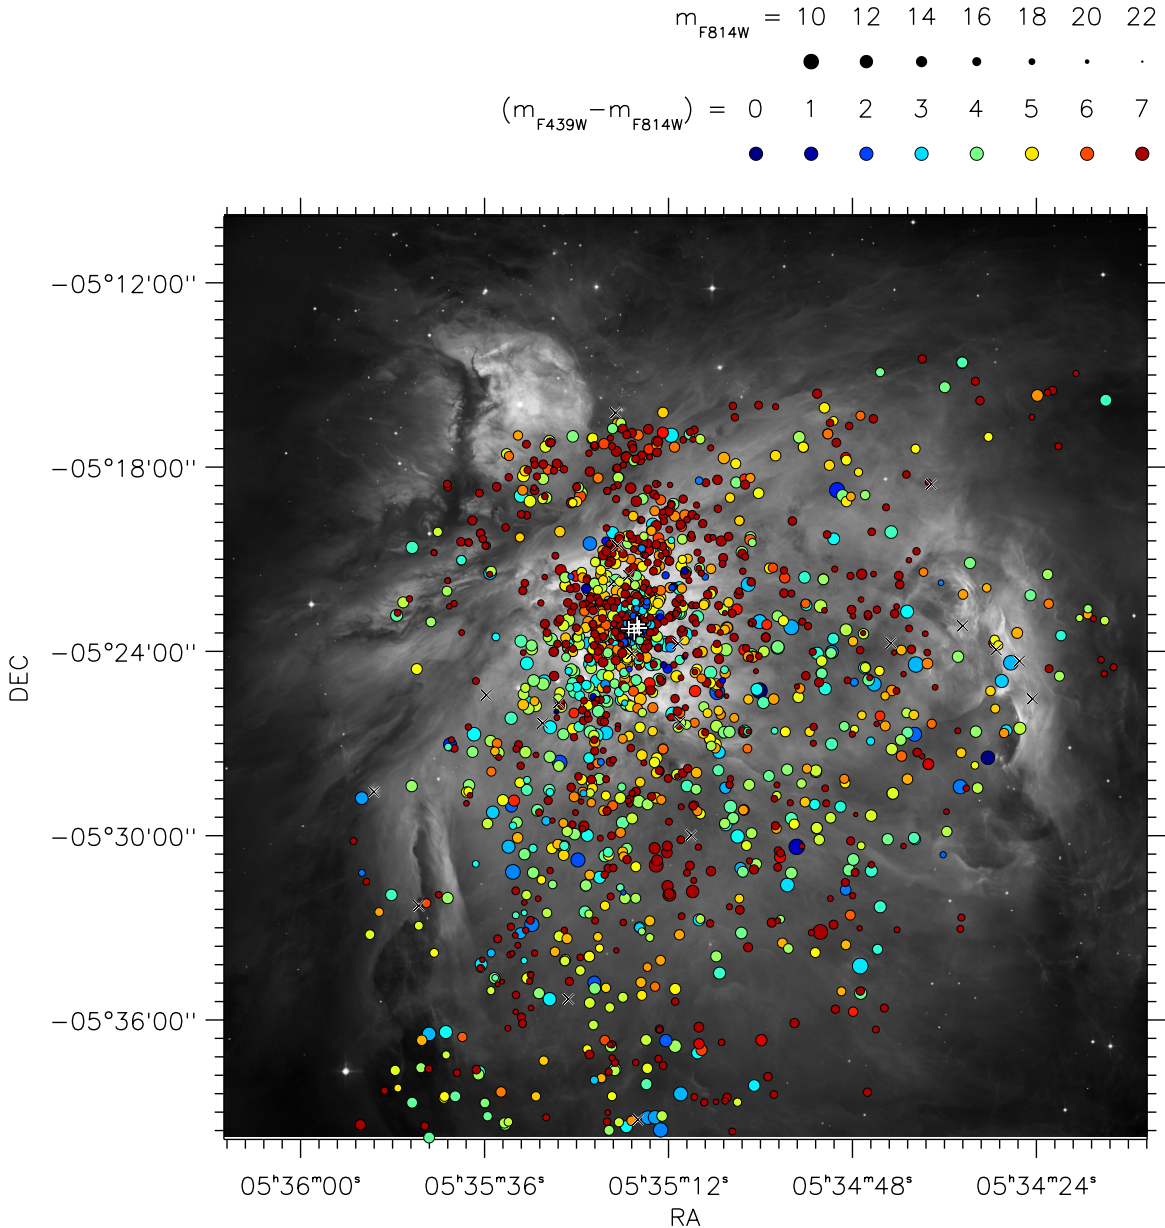 m_F814W = 10 12 14 16 18 20 22
(m_F439W−m_F814W) = 0 1 2 3 4 5 6 7
−05°12'00''
−05°18'00''
−05°24'00''
−05°30'00''
−05°36'00''
DEC
05ʰ36ᵐ00ˢ 05ʰ35ᵐ36ˢ 05ʰ35ᵐ12ˢ 05ʰ34ᵐ48ˢ 05ʰ34ᵐ24ˢ
RA